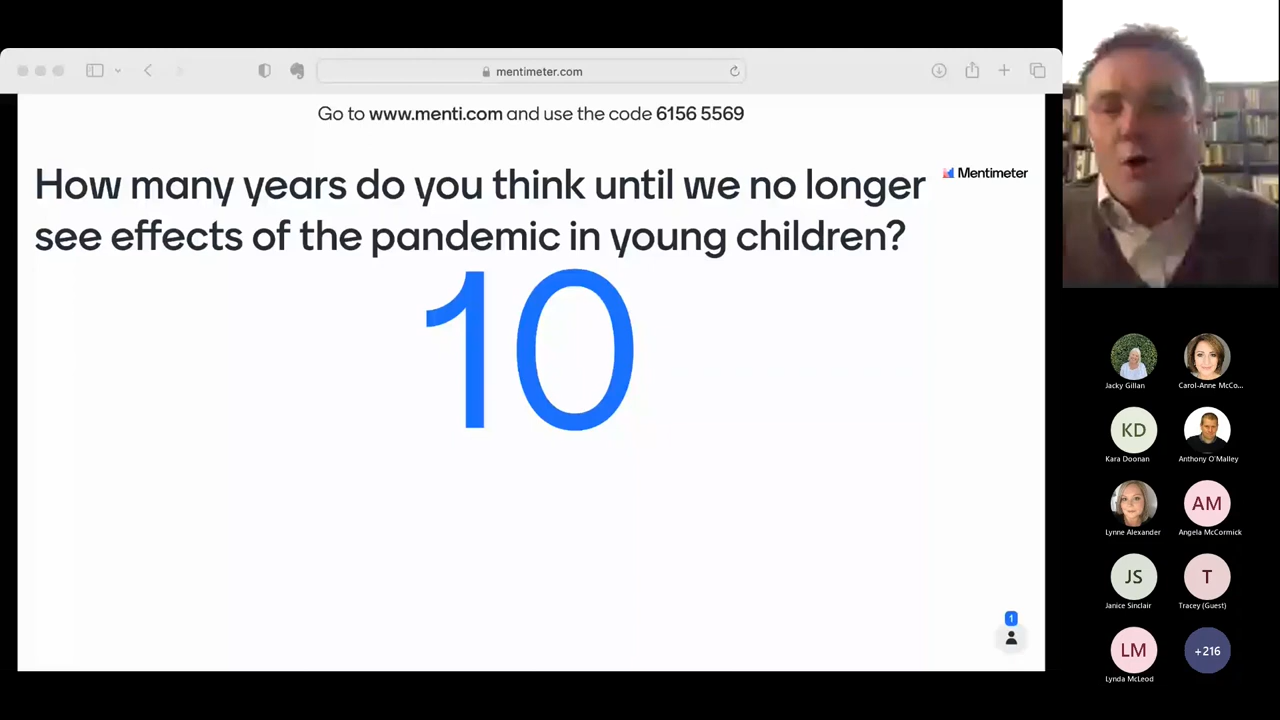 mentimeter.com
Go to www.menti.com and use the code 6156 5569
How many years do you think until we no longer
see effects of the pandemic in young children?
Mentimeter
10
1
Jacky Gillan
Carol-Anne McCo...
KD
Kara Doonan
Anthony O'Malley
Lynne Alexander
AM
Angela McCormick
JS
Janice Sinclair
T
Tracey (Guest)
LM
Lynda McLeod
+216